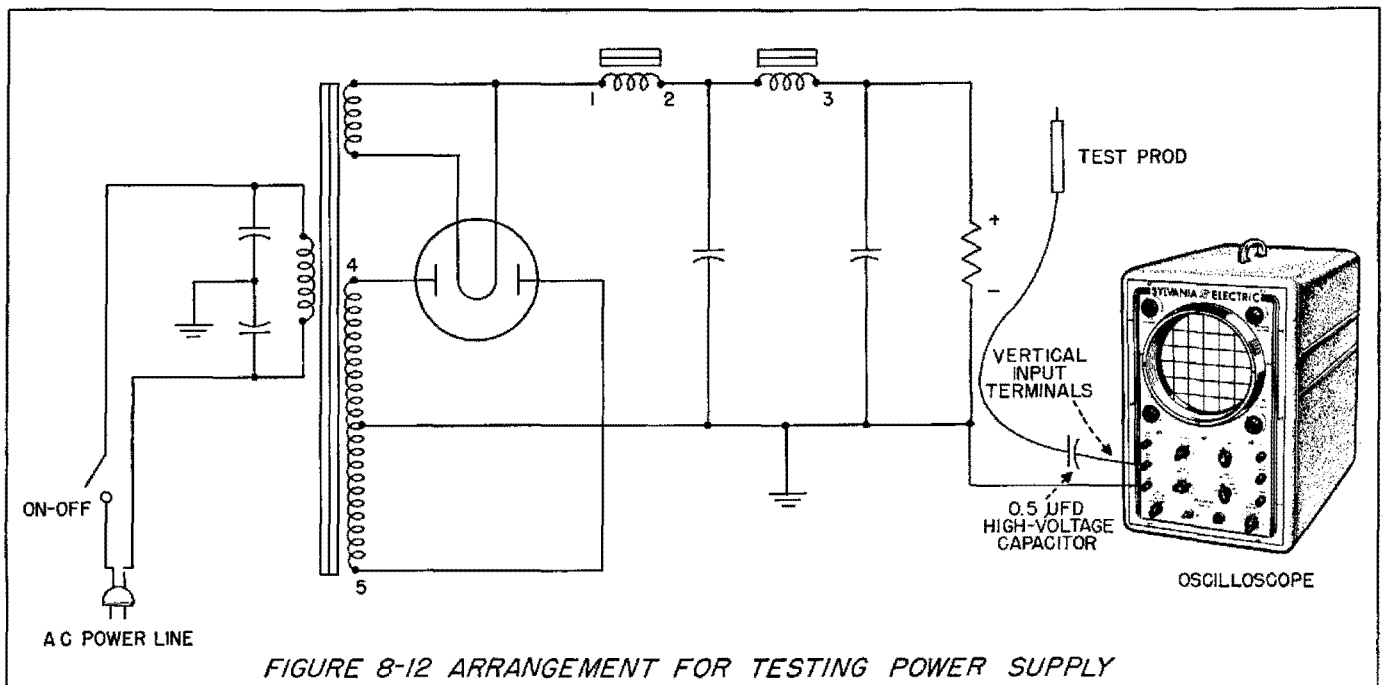 1
2
3
TEST PROD
+
-
4
SYLVANIA ELECTRIC
VERTICAL
INPUT
TERMINALS
ON-OFF
0.5 UFD
HIGH-VOLTAGE
CAPACITOR
5
OSCILLOSCOPE
A C POWER LINE
FIGURE 8-12 ARRANGEMENT FOR TESTING POWER SUPPLY